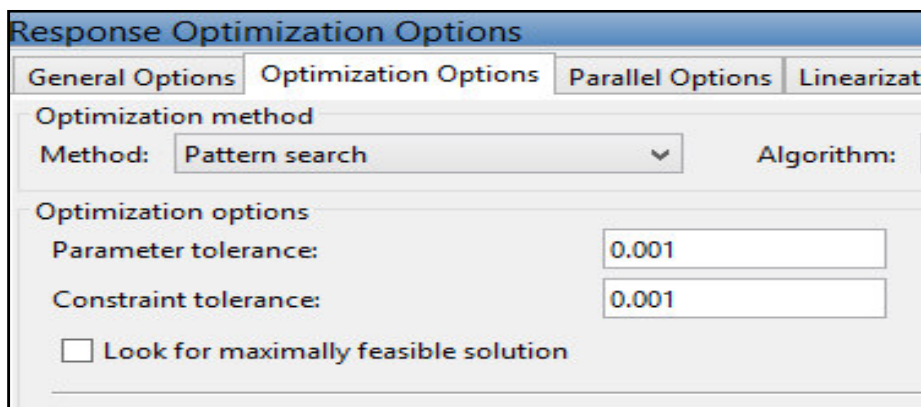 Response Optimization Options
General Options Optimization Options Parallel Options Linearizat
Optimization method
Method: Pattern search Algorithm:
Optimization options
Parameter tolerance: 0.001
Constraint tolerance: 0.001
Look for maximally feasible solution